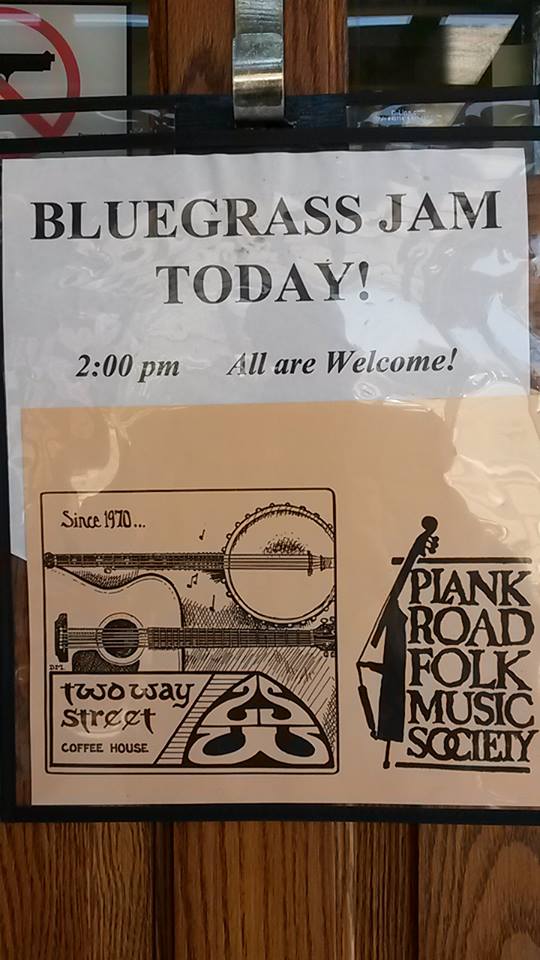 BLUEGRASS JAM
TODAY!
2:00 pm All are Welcome!
Since 1970...
D.M.
two way
street
COFFEE HOUSE
PLANK
ROAD
FOLK
MUSIC
SOCIETY